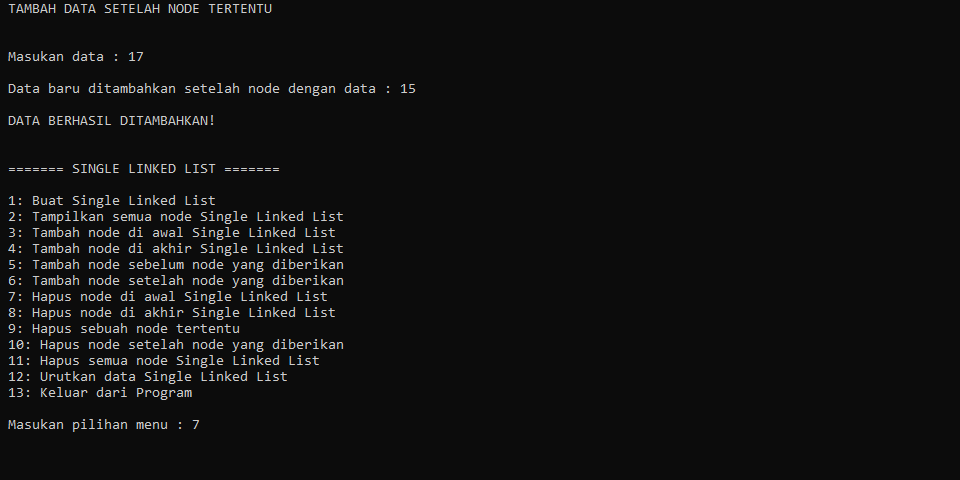 TAMBAH DATA SETELAH NODE TERTENTU
Masukan data : 17
Data baru ditambahkan setelah node dengan data : 15
DATA BERHASIL DITAMBAHKAN!
======= SINGLE LINKED LIST =======
1: Buat Single Linked List
2: Tampilkan semua node Single Linked List
3: Tambah node di awal Single Linked List
4: Tambah node di akhir Single Linked List
5: Tambah node sebelum node yang diberikan
6: Tambah node setelah node yang diberikan
7: Hapus node di awal Single Linked List
8: Hapus node di akhir Single Linked List
9: Hapus sebuah node tertentu
10: Hapus node setelah node yang diberikan
11: Hapus semua node Single Linked List
12: Urutkan data Single Linked List
13: Keluar dari Program
Masukan pilihan menu : 7